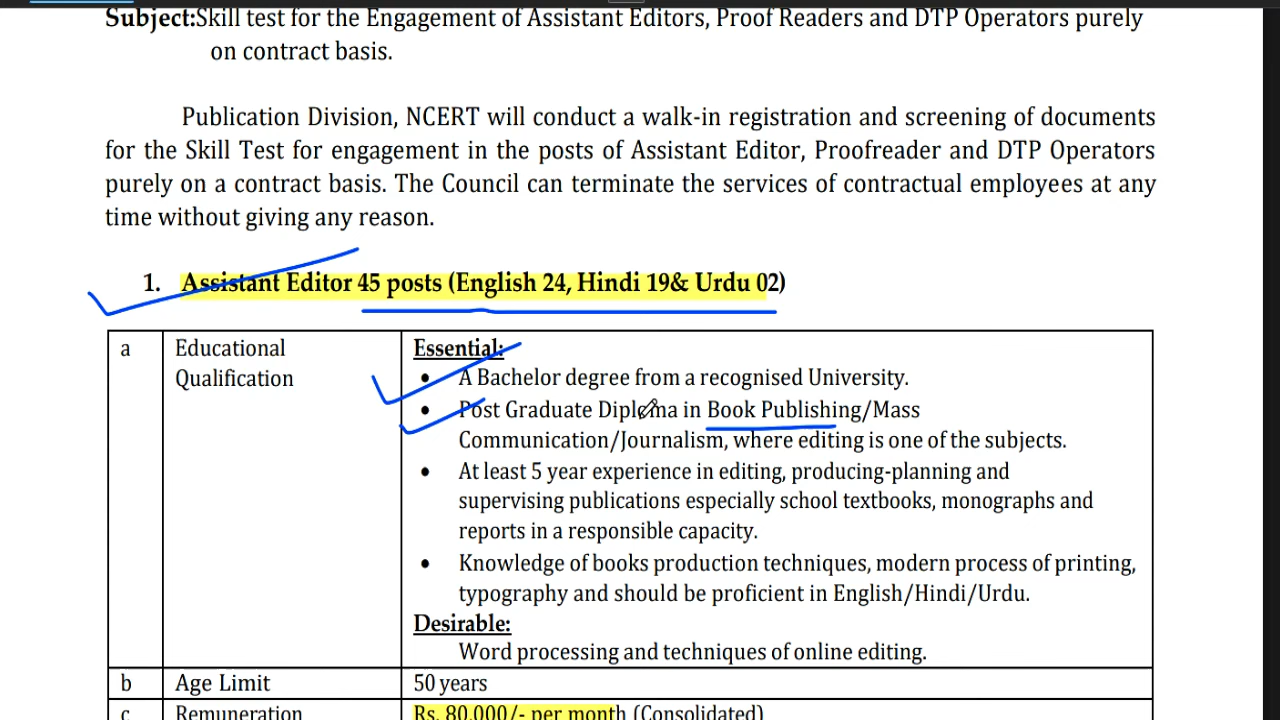 Subject:Skill test for the Engagement of Assistant Editors, Proof Readers and DTP Operators purely
on contract basis.
Publication Division, NCERT will conduct a walk-in registration and screening of documents
for the Skill Test for engagement in the posts of Assistant Editor, Proofreader and DTP Operators
purely on a contract basis. The Council can terminate the services of contractual employees at any
time without giving any reason.
1. Assistant Editor 45 posts (English 24, Hindi 19& Urdu 02)
a Educational Qualification
Essential:
• A Bachelor degree from a recognised University.
• Post Graduate Diploma in Book Publishing/Mass
Communication/Journalism, where editing is one of the subjects.
• At least 5 year experience in editing, producing-planning and
supervising publications especially school textbooks, monographs and
reports in a responsible capacity.
• Knowledge of books production techniques, modern process of printing,
typography and should be proficient in English/Hindi/Urdu.
Desirable:
Word processing and techniques of online editing.
b Age Limit 50 years
c Remuneration Rs. 80,000/- per month (Consolidated)